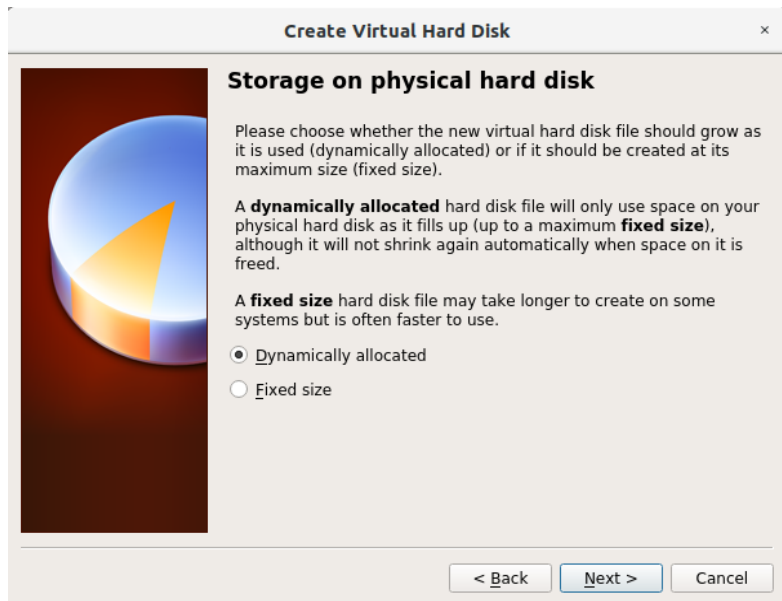 Create Virtual Hard Disk
×
Storage on physical hard disk
Please choose whether the new virtual hard disk file should grow as
it is used (dynamically allocated) or if it should be created at its
maximum size (fixed size).
A dynamically allocated hard disk file will only use space on your
physical hard disk as it fills up (up to a maximum fixed size),
although it will not shrink again automatically when space on it is
freed.
A fixed size hard disk file may take longer to create on some
systems but is often faster to use.
Dynamically allocated
Fixed size
< Back Next > Cancel